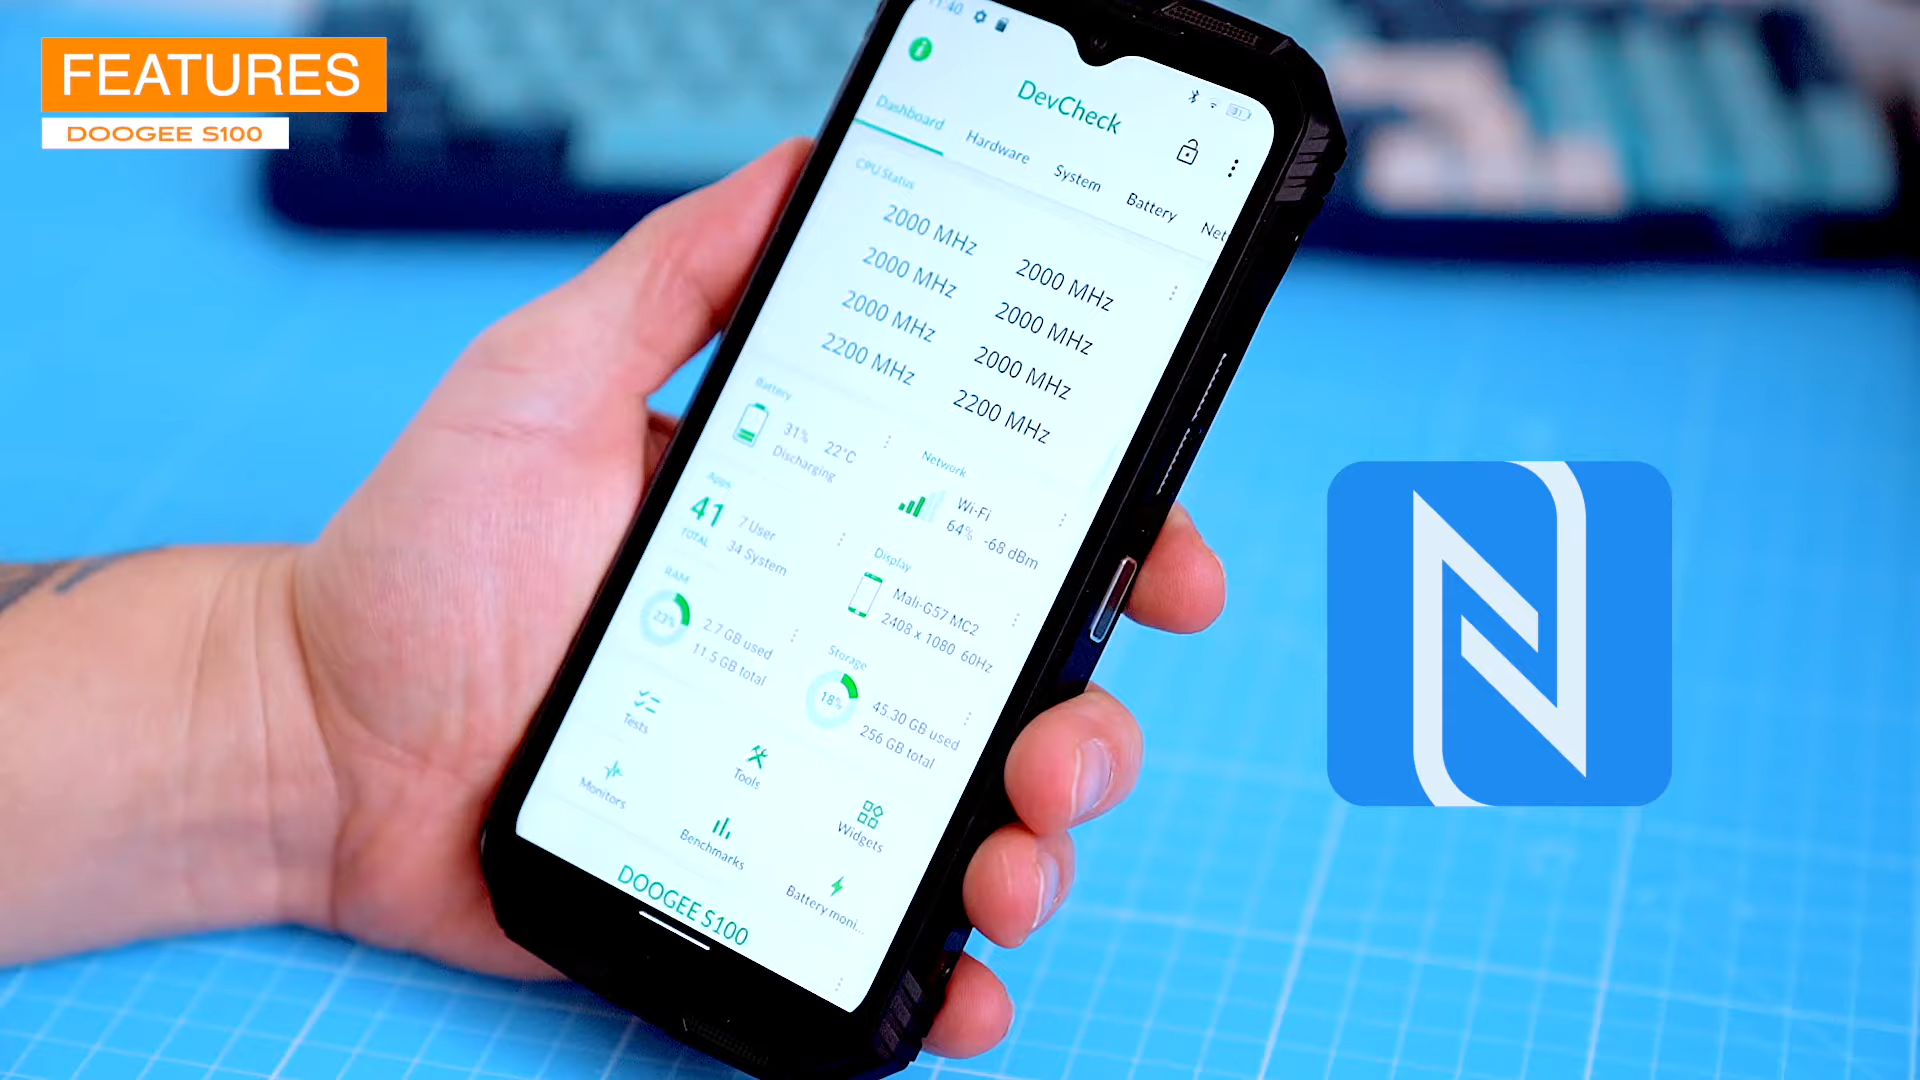 FEATURES
DOOGEE S100
11:40
31
DevCheck
Dashboard
Hardware
System
Battery
Net
CPU Status
2000 MHz
2000 MHz
2000 MHz
2000 MHz
2000 MHz
2000 MHz
2200 MHz
2200 MHz
Battery
31% 22°C
Discharging
Network
Wi-Fi
64% -68 dBm
Apps
41
TOTAL
7 User
34 System
Display
Mali-G57 MC2
2408 x 1080 60Hz
RAM
23%
2.7 GB used
11.5 GB total
Storage
18%
45.30 GB used
256 GB total
Tests
Tools
Widgets
Monitors
Benchmarks
Battery moni...
DOOGEE S100